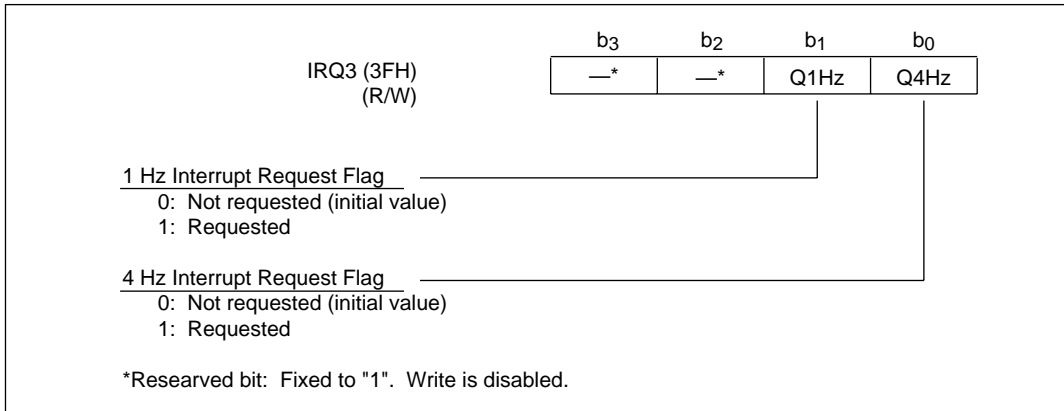 b3 b2 b1 b0
IRQ3 (3FH) —* —* Q1Hz Q4Hz
(R/W)
1 Hz Interrupt Request Flag
0: Not requested (initial value)
1: Requested
4 Hz Interrupt Request Flag
0: Not requested (initial value)
1: Requested
*Researved bit: Fixed to "1". Write is disabled.